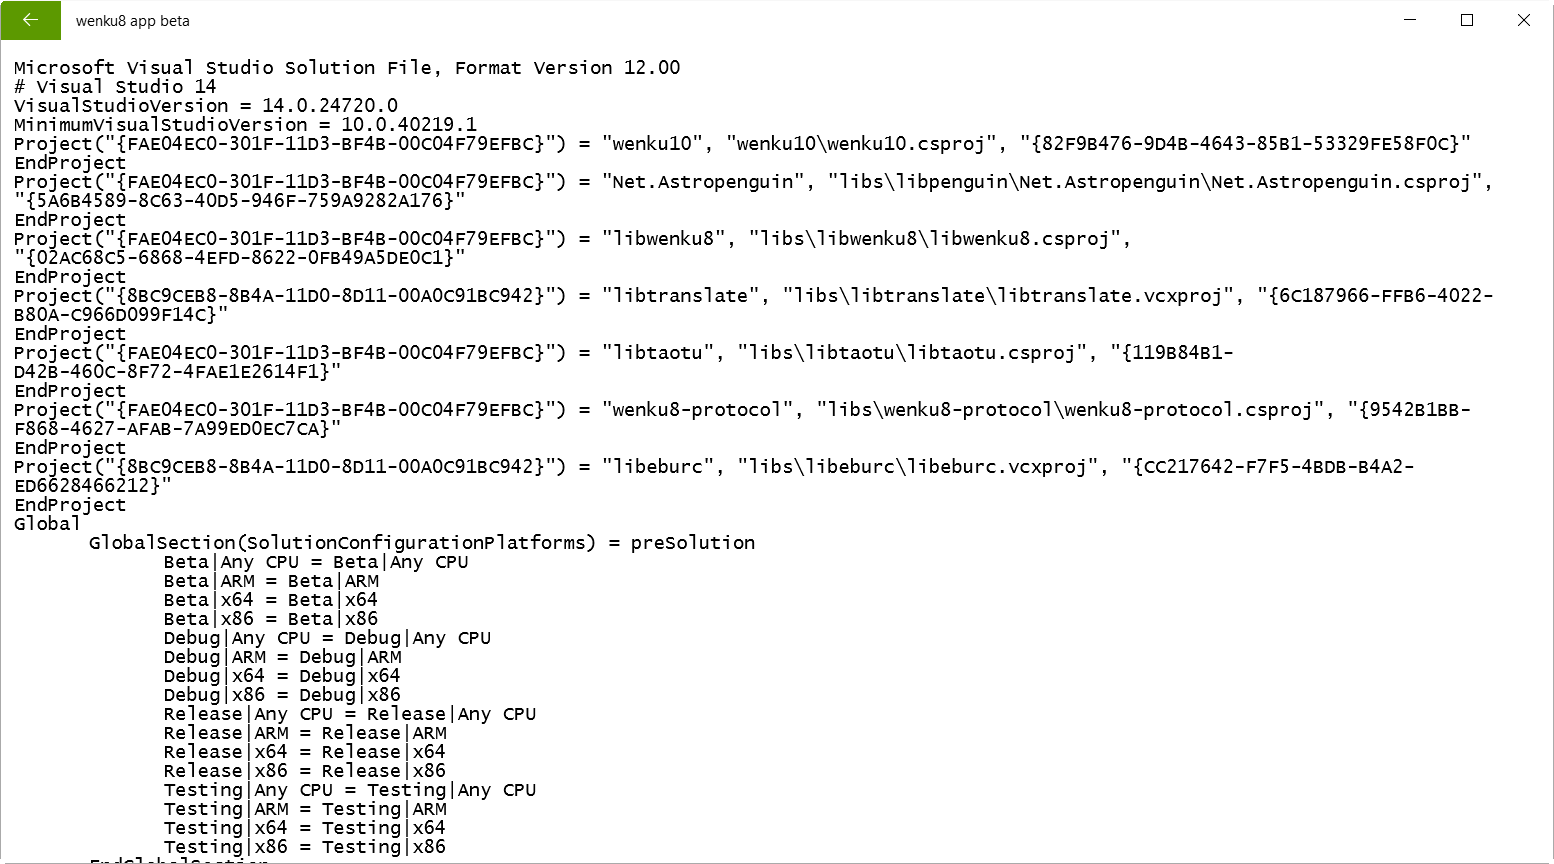 wenku8 app beta
Microsoft Visual Studio Solution File, Format Version 12.00
# Visual Studio 14
VisualStudioVersion = 14.0.24720.0
MinimumVisualStudioVersion = 10.0.40219.1
Project("{FAE04EC0-301F-11D3-BF4B-00C04F79EFBC}") = "wenku10", "wenku10\wenku10.csproj", "{82F9B476-9D4B-4643-85B1-53329FE58F0C}"
EndProject
Project("{FAE04EC0-301F-11D3-BF4B-00C04F79EFBC}") = "Net.Astropenguin", "libs\libpenguin\Net.Astropenguin\Net.Astropenguin.csproj",
"{5A6B4589-8C63-40D5-946F-759A9282A176}"
EndProject
Project("{FAE04EC0-301F-11D3-BF4B-00C04F79EFBC}") = "libwenku8", "libs\libwenku8\libwenku8.csproj",
"{02AC68C5-6868-4EFD-8622-0FB49A5DE0C1}"
EndProject
Project("{8BC9CEB8-8B4A-11D0-8D11-00A0C91BC942}") = "libtranslate", "libs\libtranslate\libtranslate.vcxproj", "{6C187966-FFB6-4022-
B80A-C966D099F14C}"
EndProject
Project("{FAE04EC0-301F-11D3-BF4B-00C04F79EFBC}") = "libtaotu", "libs\libtaotu\libtaotu.csproj", "{119B84B1-
D42B-460C-8F72-4FAE1E2614F1}"
EndProject
Project("{FAE04EC0-301F-11D3-BF4B-00C04F79EFBC}") = "wenku8-protocol", "libs\wenku8-protocol\wenku8-protocol.csproj", "{9542B1BB-
F868-4627-AFAB-7A99ED0EC7CA}"
EndProject
Project("{8BC9CEB8-8B4A-11D0-8D11-00A0C91BC942}") = "libeburc", "libs\libeburc\libeburc.vcxproj", "{CC217642-F7F5-4BDB-B4A2-
ED6628466212}"
EndProject
Global
GlobalSection(SolutionConfigurationPlatforms) = preSolution
Beta|Any CPU = Beta|Any CPU
Beta|ARM = Beta|ARM
Beta|x64 = Beta|x64
Beta|x86 = Beta|x86
Debug|Any CPU = Debug|Any CPU
Debug|ARM = Debug|ARM
Debug|x64 = Debug|x64
Debug|x86 = Debug|x86
Release|Any CPU = Release|Any CPU
Release|ARM = Release|ARM
Release|x64 = Release|x64
Release|x86 = Release|x86
Testing|Any CPU = Testing|Any CPU
Testing|ARM = Testing|ARM
Testing|x64 = Testing|x64
Testing|x86 = Testing|x86